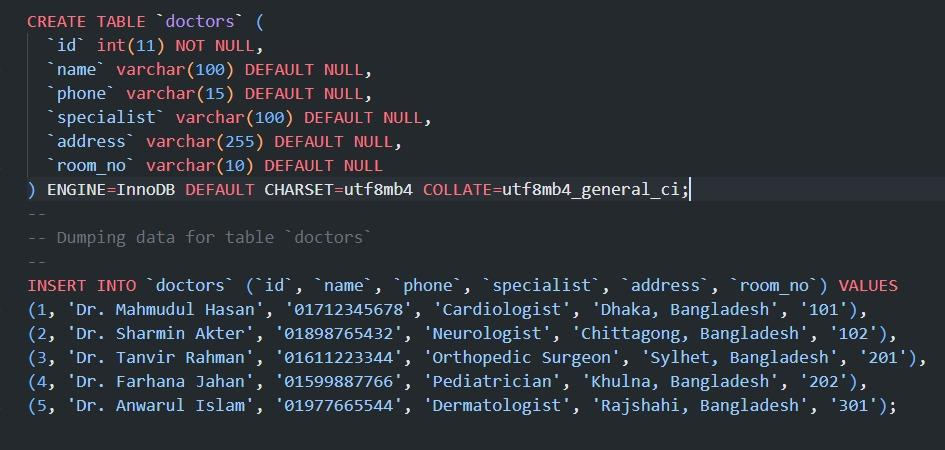 CREATE TABLE `doctors` (
  `id` int(11) NOT NULL,
  `name` varchar(100) DEFAULT NULL,
  `phone` varchar(15) DEFAULT NULL,
  `specialist` varchar(100) DEFAULT NULL,
  `address` varchar(255) DEFAULT NULL,
  `room_no` varchar(10) DEFAULT NULL
) ENGINE=InnoDB DEFAULT CHARSET=utf8mb4 COLLATE=utf8mb4_general_ci;
--
-- Dumping data for table `doctors`
--
INSERT INTO `doctors` (`id`, `name`, `phone`, `specialist`, `address`, `room_no`) VALUES
(1, 'Dr. Mahmudul Hasan', '01712345678', 'Cardiologist', 'Dhaka, Bangladesh', '101'),
(2, 'Dr. Sharmin Akter', '01898765432', 'Neurologist', 'Chittagong, Bangladesh', '102'),
(3, 'Dr. Tanvir Rahman', '01611223344', 'Orthopedic Surgeon', 'Sylhet, Bangladesh', '201'),
(4, 'Dr. Farhana Jahan', '01599887766', 'Pediatrician', 'Khulna, Bangladesh', '202'),
(5, 'Dr. Anwarul Islam', '01977665544', 'Dermatologist', 'Rajshahi, Bangladesh', '301');